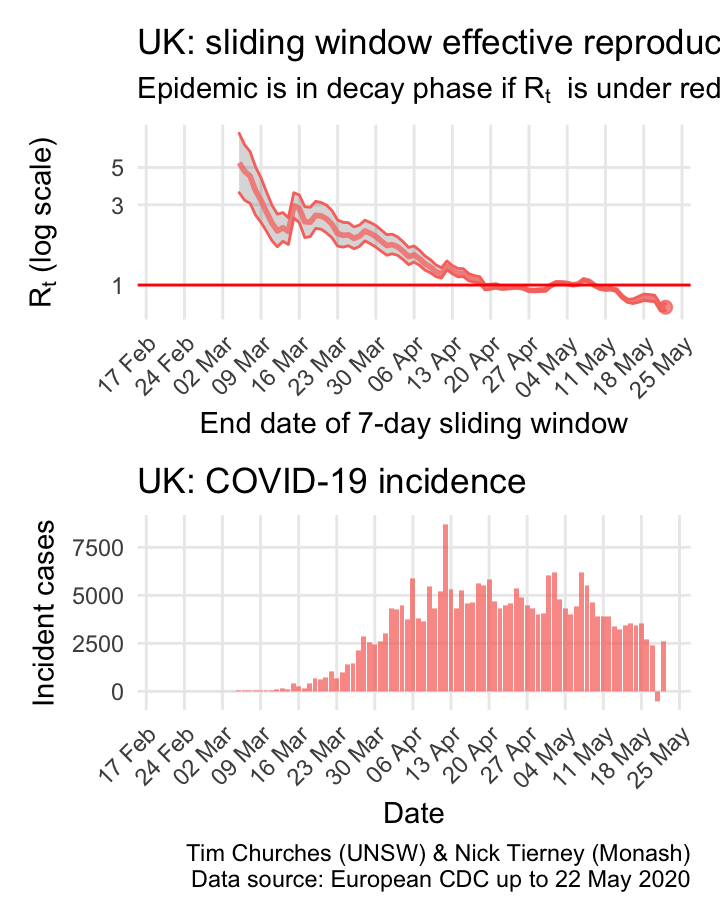 UK: sliding window effective reproduc
Epidemic is in decay phase if Rt is under red
Rt (log scale)
5
3
1
17 Feb
24 Feb
02 Mar
09 Mar
16 Mar
23 Mar
30 Mar
06 Apr
13 Apr
20 Apr
27 Apr
04 May
11 May
18 May
25 May
End date of 7-day sliding window
UK: COVID-19 incidence
Incident cases
7500
5000
2500
0
17 Feb
24 Feb
02 Mar
09 Mar
16 Mar
23 Mar
30 Mar
06 Apr
13 Apr
20 Apr
27 Apr
04 May
11 May
18 May
25 May
Date
Tim Churches (UNSW) & Nick Tierney (Monash)
Data source: European CDC up to 22 May 2020